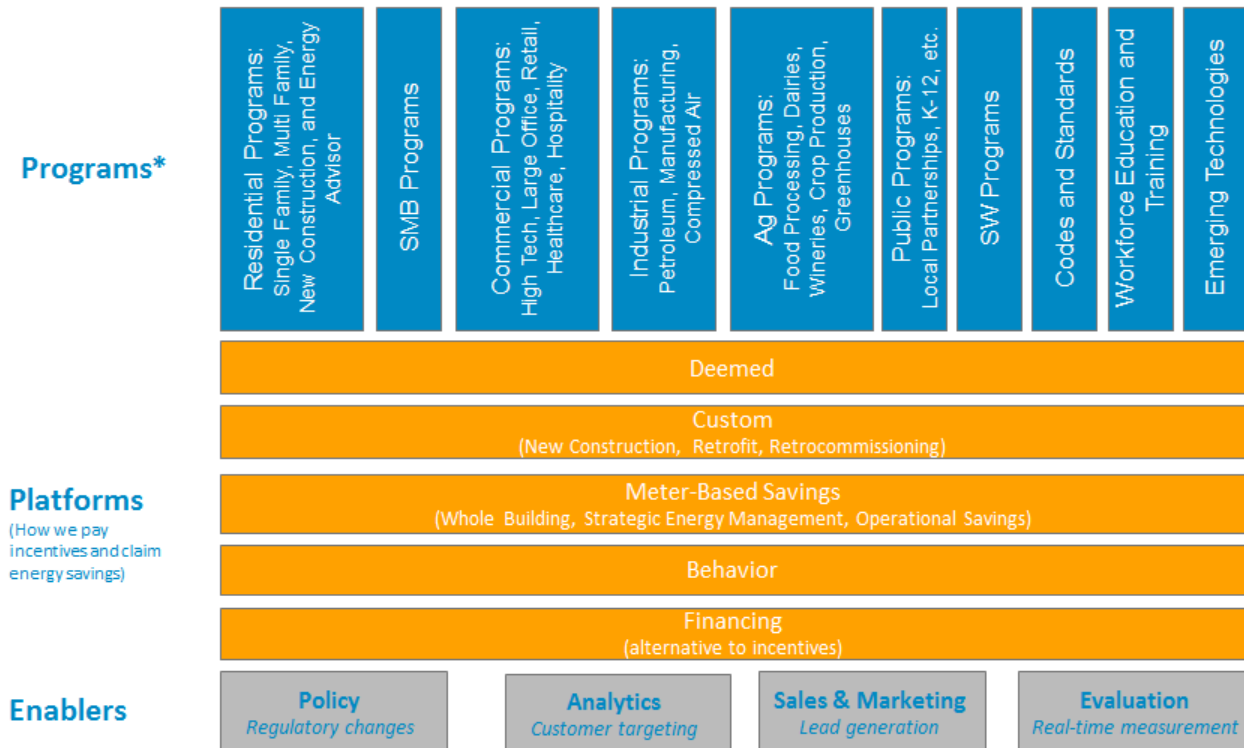 Programs*
Residential Programs:
Single Family, Multi Family,
New Construction, and Energy
Advisor
SMB Programs
Commercial Programs:
High Tech, Large Office, Retail,
Healthcare, Hospitality
Industrial Programs:
Petroleum, Manufacturing,
Compressed Air
Ag Programs:
Food Processing, Dairies,
Wineries, Crop Production,
Greenhouses
Public Programs:
Local Partnerships, K-12, etc.
SW Programs
Codes and Standards
Workforce Education and
Training
Emerging Technologies
Platforms
(How we pay
incentives and claim
energy savings)
Deemed
Custom
(New Construction, Retrofit, Retrocommissioning)
Meter-Based Savings
(Whole Building, Strategic Energy Management, Operational Savings)
Behavior
Financing
(alternative to incentives)
Enablers
Policy
Regulatory changes
Analytics
Customer targeting
Sales & Marketing
Lead generation
Evaluation
Real-time measurement